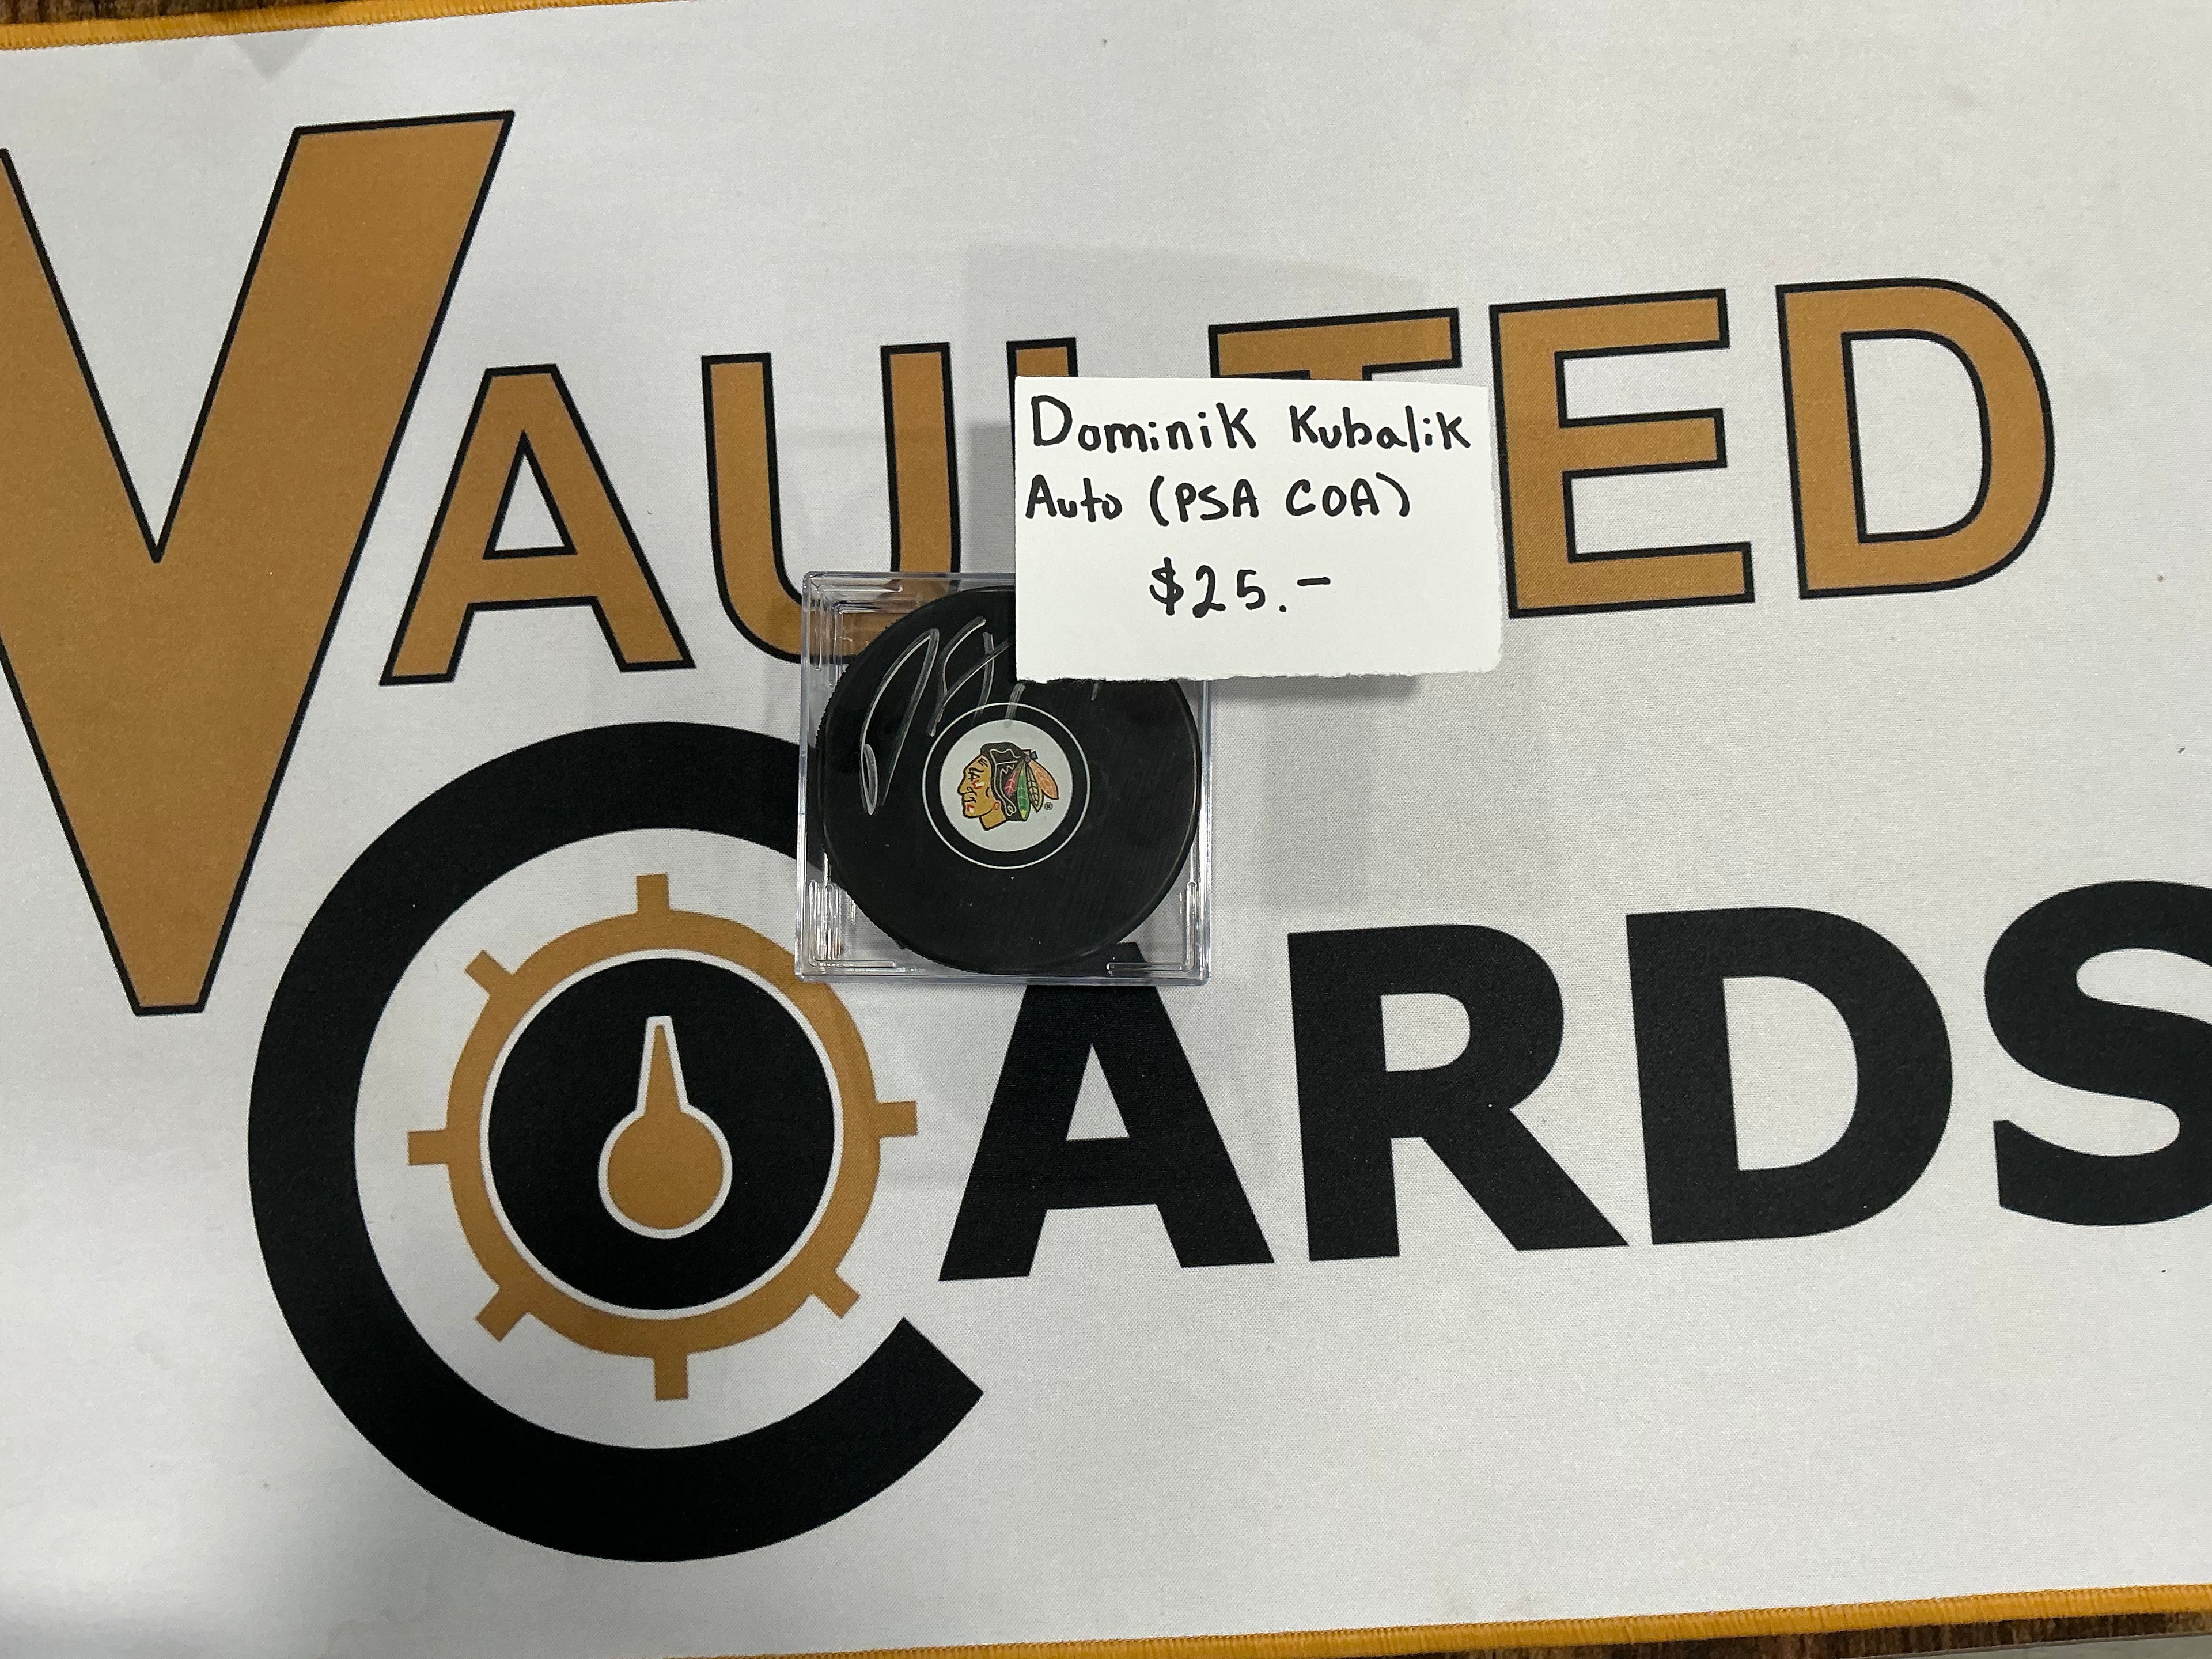 VAULTED
Dominik Kubalik
Auto (PSA COA)
$25.-
CARDS
®